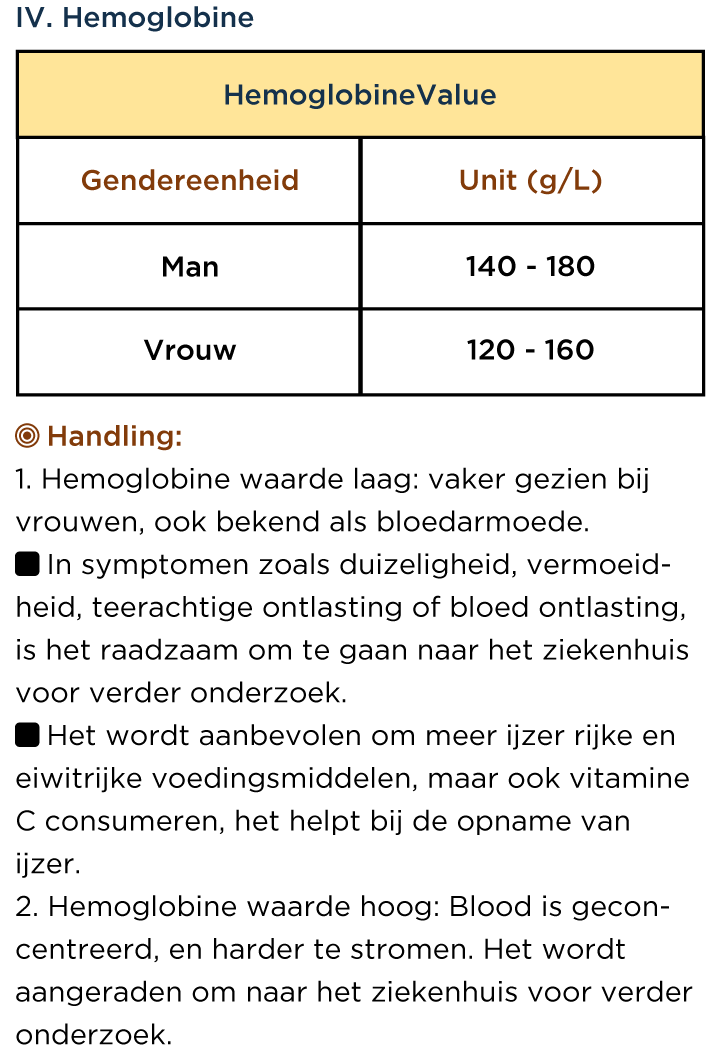 IV. Hemoglobine
HemoglobineValue
Gendereenheid Unit (g/L)
Man 140 - 180
Vrouw 120 - 160
Handling:
1. Hemoglobine waarde laag: vaker gezien bij
vrouwen, ook bekend als bloedarmoede.
In symptomen zoals duizeligheid, vermoeid-
heid, teerachtige ontlasting of bloed ontlasting,
is het raadzaam om te gaan naar het ziekenhuis
voor verder onderzoek.
Het wordt aanbevolen om meer ijzer rijke en
eiwitrijke voedingsmiddelen, maar ook vitamine
C consumeren, het helpt bij de opname van
ijzer.
2. Hemoglobine waarde hoog: Blood is gecon-
centreerd, en harder te stromen. Het wordt
aangeraden om naar het ziekenhuis voor verder
onderzoek.